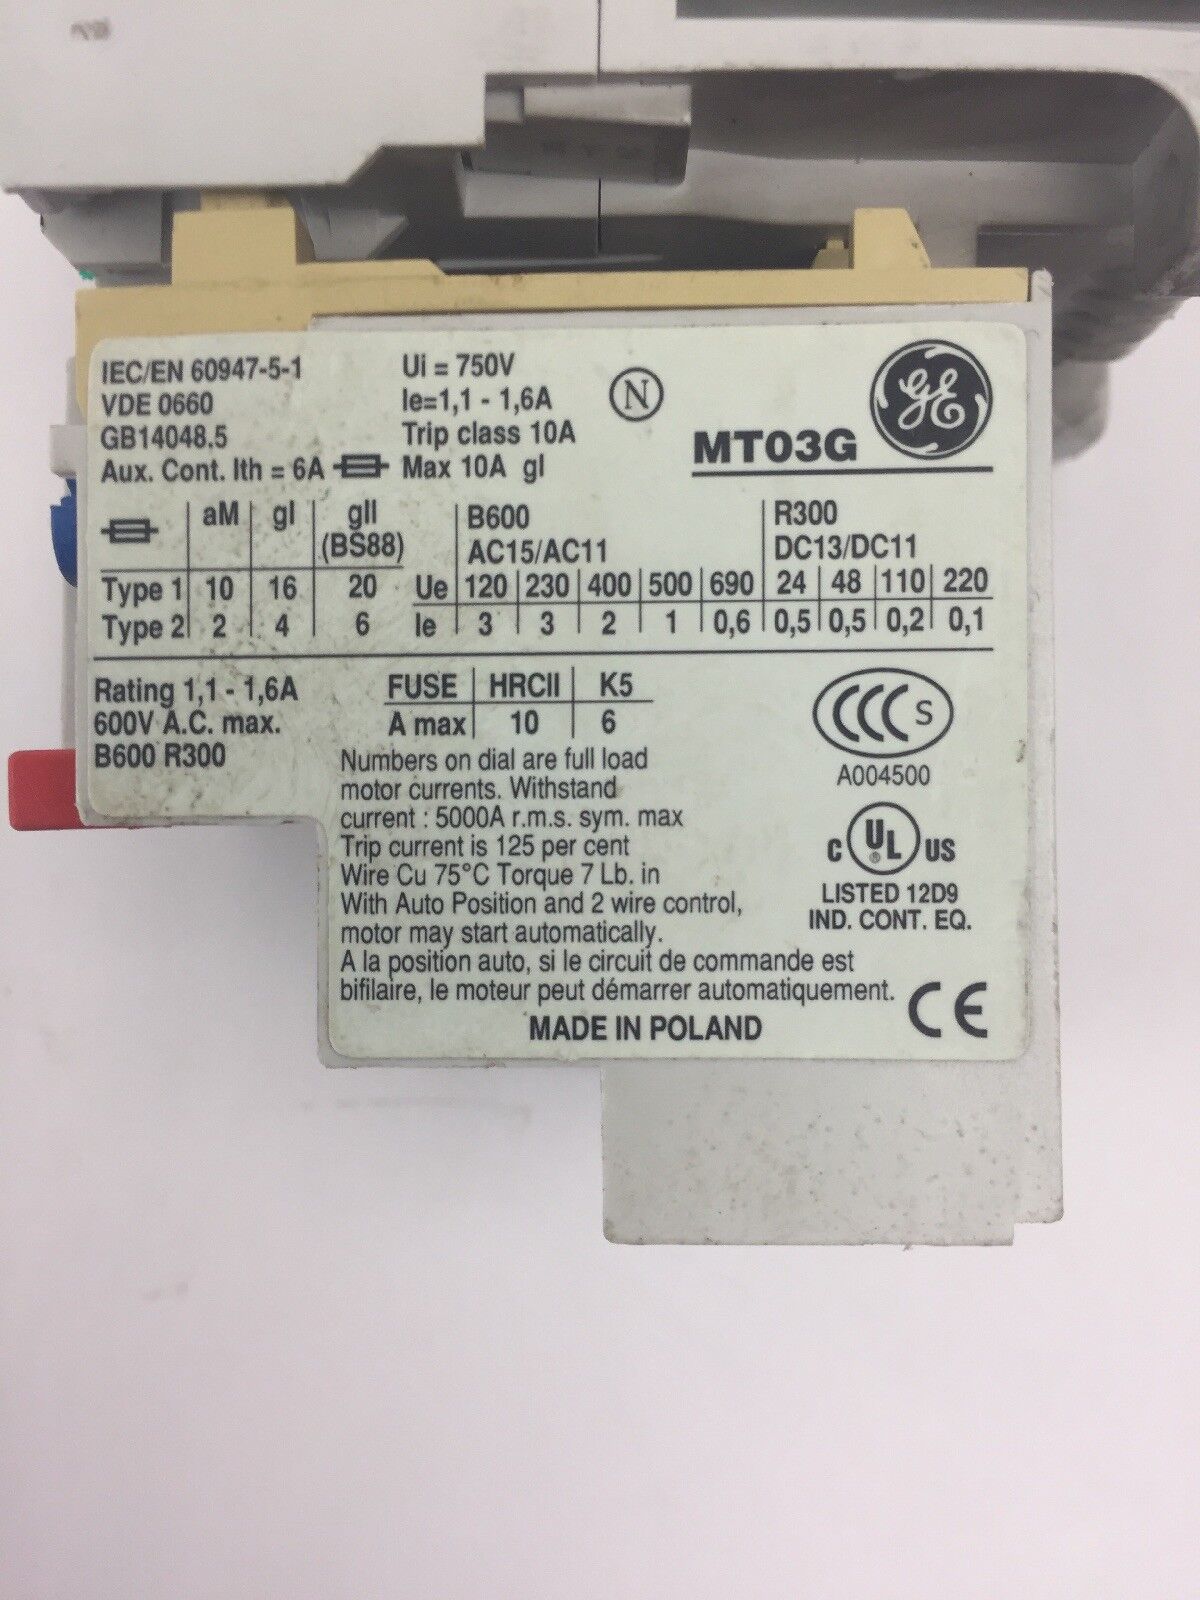 IEC/EN 60947-5-1
VDE 0660
GB14048.5
Aux. Cont. Ith = 6A
Ui = 750V
Ie=1,1 - 1,6A
Trip class 10A
Max 10A gI
N
MT03G
GE
aM gI gII
(BS88)
Type 1 10 16 20
Type 2 2 4 6
B600 R300
AC15/AC11 DC13/DC11
Ue 120 230 400 500 690 24 48 110 220
Ie 3 3 2 1 0,6 0,5 0,5 0,2 0,1
Rating 1,1 - 1,6A
600V A.C. max.
B600 R300
FUSE HRCII K5
A max 10 6
Numbers on dial are full load
motor currents. Withstand
current : 5000A r.m.s. sym. max
Trip current is 125 per cent
Wire Cu 75°C Torque 7 Lb. in
With Auto Position and 2 wire control,
motor may start automatically.
A la position auto, si le circuit de commande est
bifilaire, le moteur peut démarrer automatiquement.
MADE IN POLAND
CCC S
A004500
C UL ® US
LISTED 12D9
IND. CONT. EQ.
CE